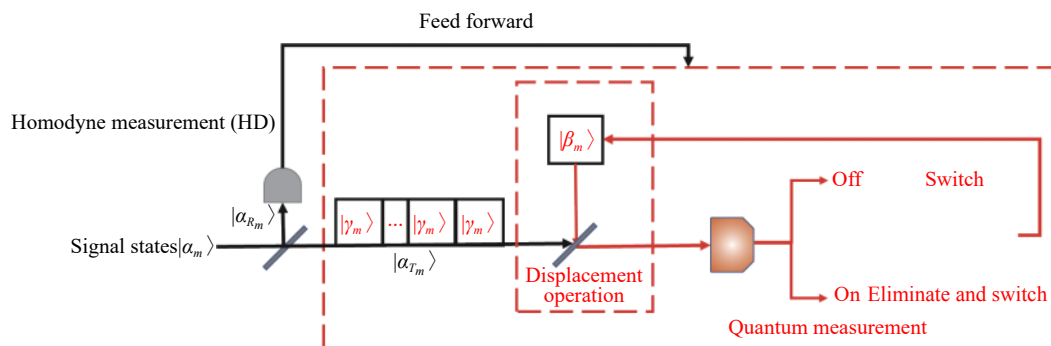 Feed forward
Homodyne measurement (HD)
|β_m⟩
Off Switch
|α_{R_m}⟩
|γ_m⟩ ... |γ_m⟩ |γ_m⟩
Signal states|α_m⟩
|α_{T_m}⟩
Displacement
operation
On Eliminate and switch
Quantum measurement